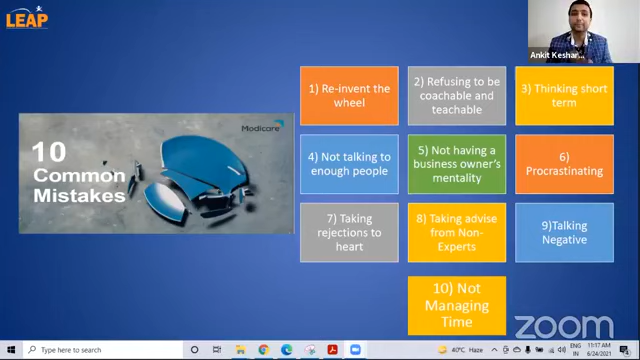 LEAP
Ankit Keshar...
Modicare
10
Common
Mistakes
1) Re-invent the
wheel
2) Refusing to be
coachable and
teachable
3) Thinking short
term
4) Not talking to
enough people
5) Not having a
business owner's
mentality
6)
Procrastinating
7) Taking
rejections to
heart
8) Taking advise
from Non-
Experts
9)Talking
Negative
10) Not
Managing
Time
zoom
Type here to search
40°C Haze
ENG
IN
11:17 AM
6/24/2021